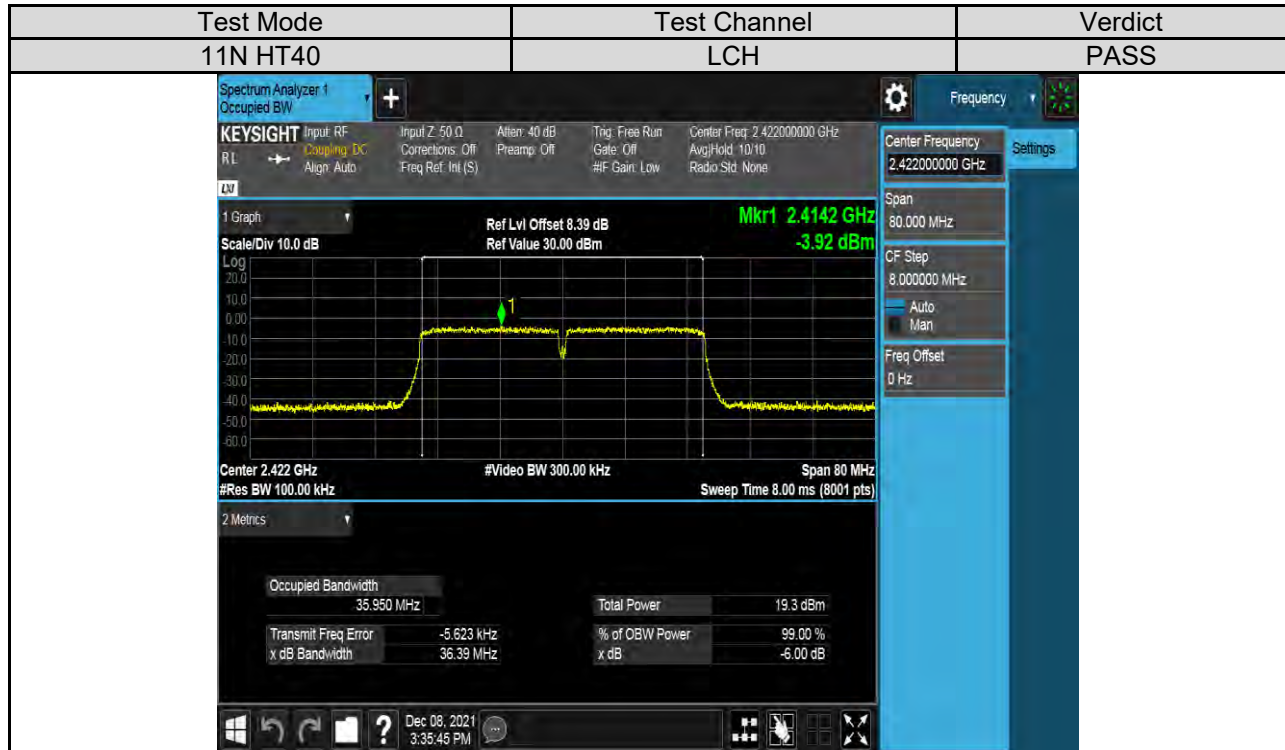 Test Mode Test Channel Verdict
11N HT40 LCH PASS
Spectrum Analyzer 1
Occupied BW
+
Frequency
KEYSIGHT Input: RF Input Z: 50 Ω Atten: 40 dB Trig: Free Run Center Freq: 2.422000000 GHz
Coupling: DC Corrections: Off Preamp: Off Gate: Off Avg|Hold: 10/10
RL Align: Auto Freq Ref: Int (S) #IF Gain: Low Radio Std: None
LXI
Center Frequency Settings
2.422000000 GHz
Span
80.000 MHz
CF Step
8.000000 MHz
Auto
Man
Freq Offset
0 Hz
1 Graph Ref Lvl Offset 8.39 dB Mkr1 2.4142 GHz
Scale/Div 10.0 dB Ref Value 30.00 dBm -3.92 dBm
Log
20.0
10.0
0.00
-10.0
-20.0
-30.0
-40.0
-50.0
-60.0
1
Center 2.422 GHz #Video BW 300.00 kHz Span 80 MHz
#Res BW 100.00 kHz Sweep Time 8.00 ms (8001 pts)
2 Metrics
Occupied Bandwidth
35.950 MHz Total Power 19.3 dBm
Transmit Freq Error -5.623 kHz % of OBW Power 99.00 %
x dB Bandwidth 36.39 MHz x dB -6.00 dB
? Dec 08, 2021
3:35:45 PM